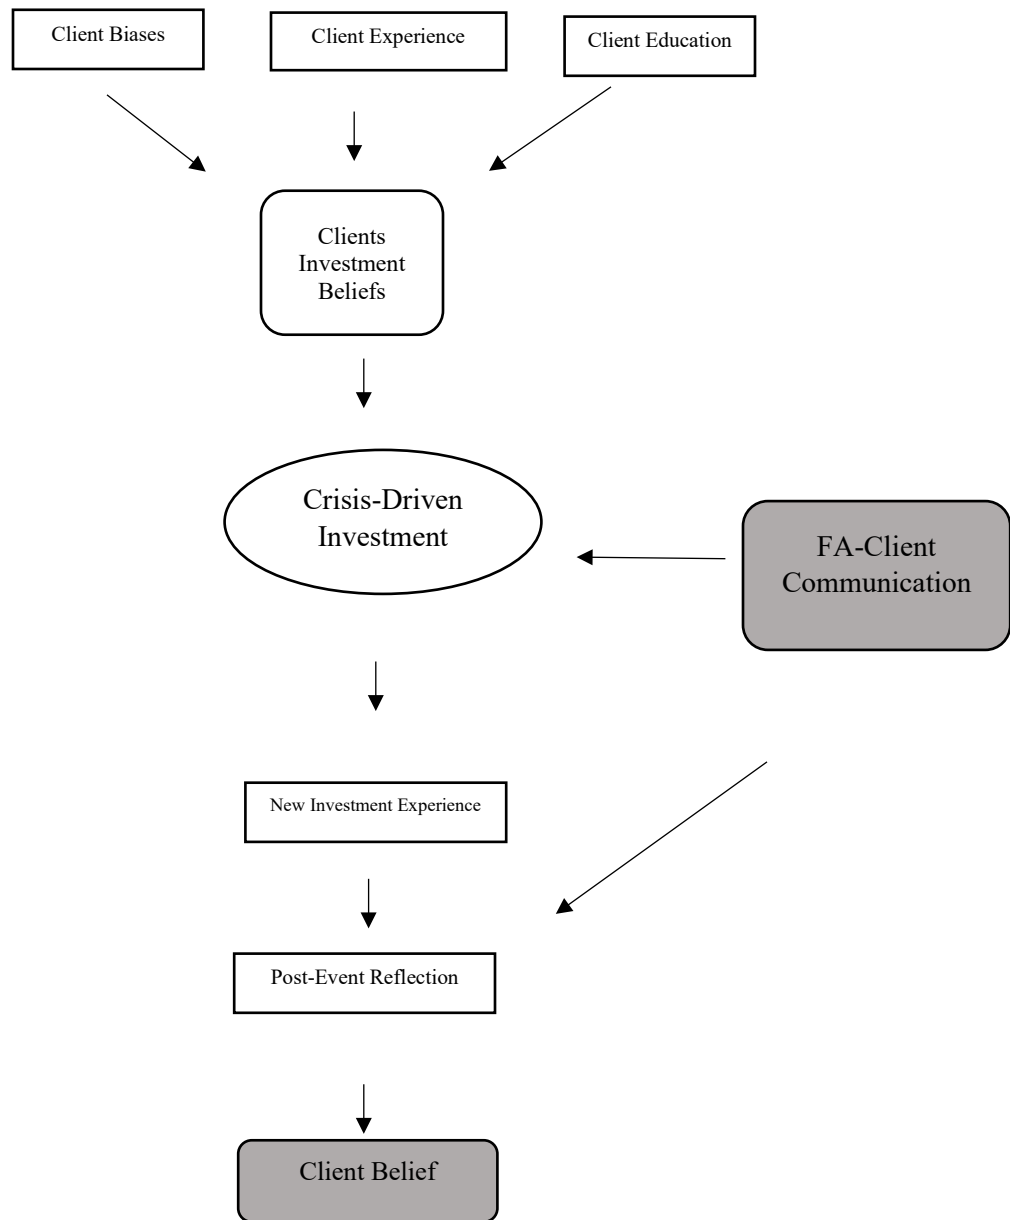 Client Biases
Client Experience
Client Education
Clients
Investment
Beliefs
Crisis-Driven
Investment
FA-Client
Communication
New Investment Experience
Post-Event Reflection
Client Belief